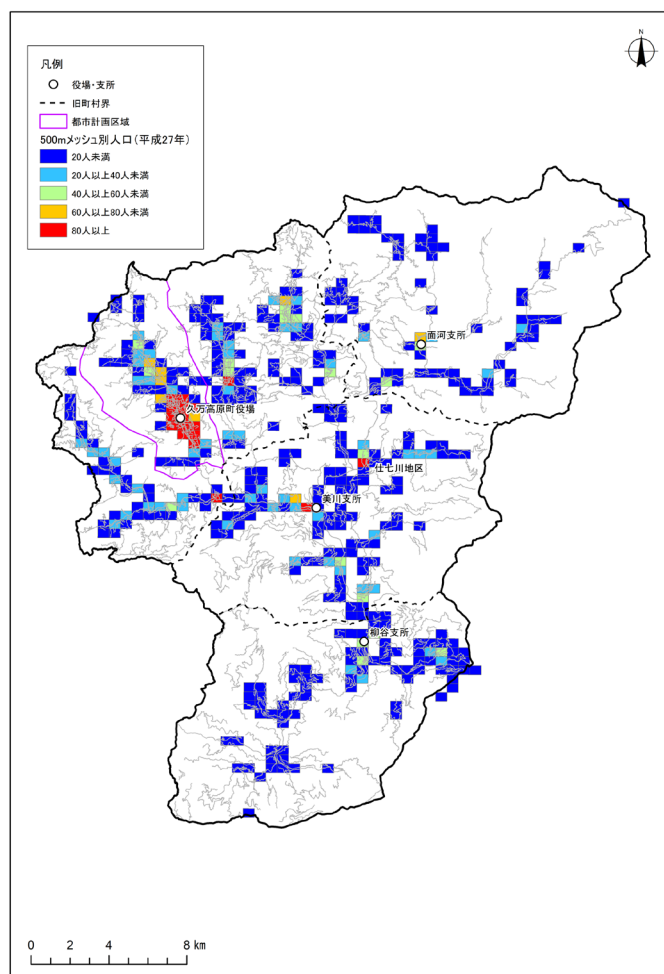 N
凡例
役場・支所
旧町村界
都市計画区域
500mメッシュ別人口（平成27年）
20人未満
20人以上40人未満
40人以上60人未満
60人以上80人未満
80人以上
面河支所
久万高原町役場
仕七川地区
美川支所
柳谷支所
0 2 4 8 km